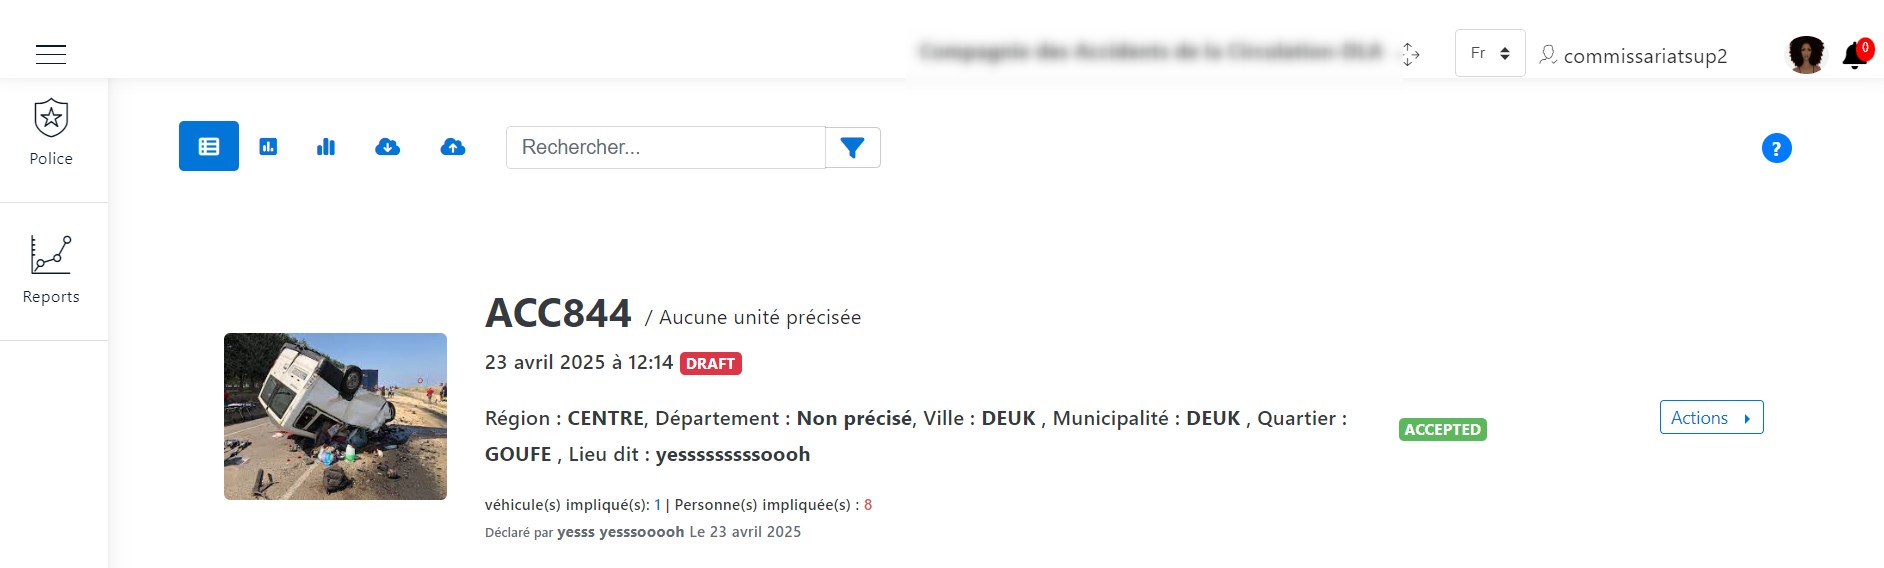 Fr
commissariatsup2
0
Police
Rechercher...
?
Reports
ACC844 / Aucune unité précisée
23 avril 2025 à 12:14 DRAFT
Région : CENTRE, Département : Non précisé, Ville : DEUK , Municipalité : DEUK , Quartier :
GOUFE , Lieu dit : yesssssssssoooh
ACCEPTED
Actions
véhicule(s) impliqué(s): 1 | Personne(s) impliquée(s) : 8
Déclaré par yesss yesssooooh Le 23 avril 2025